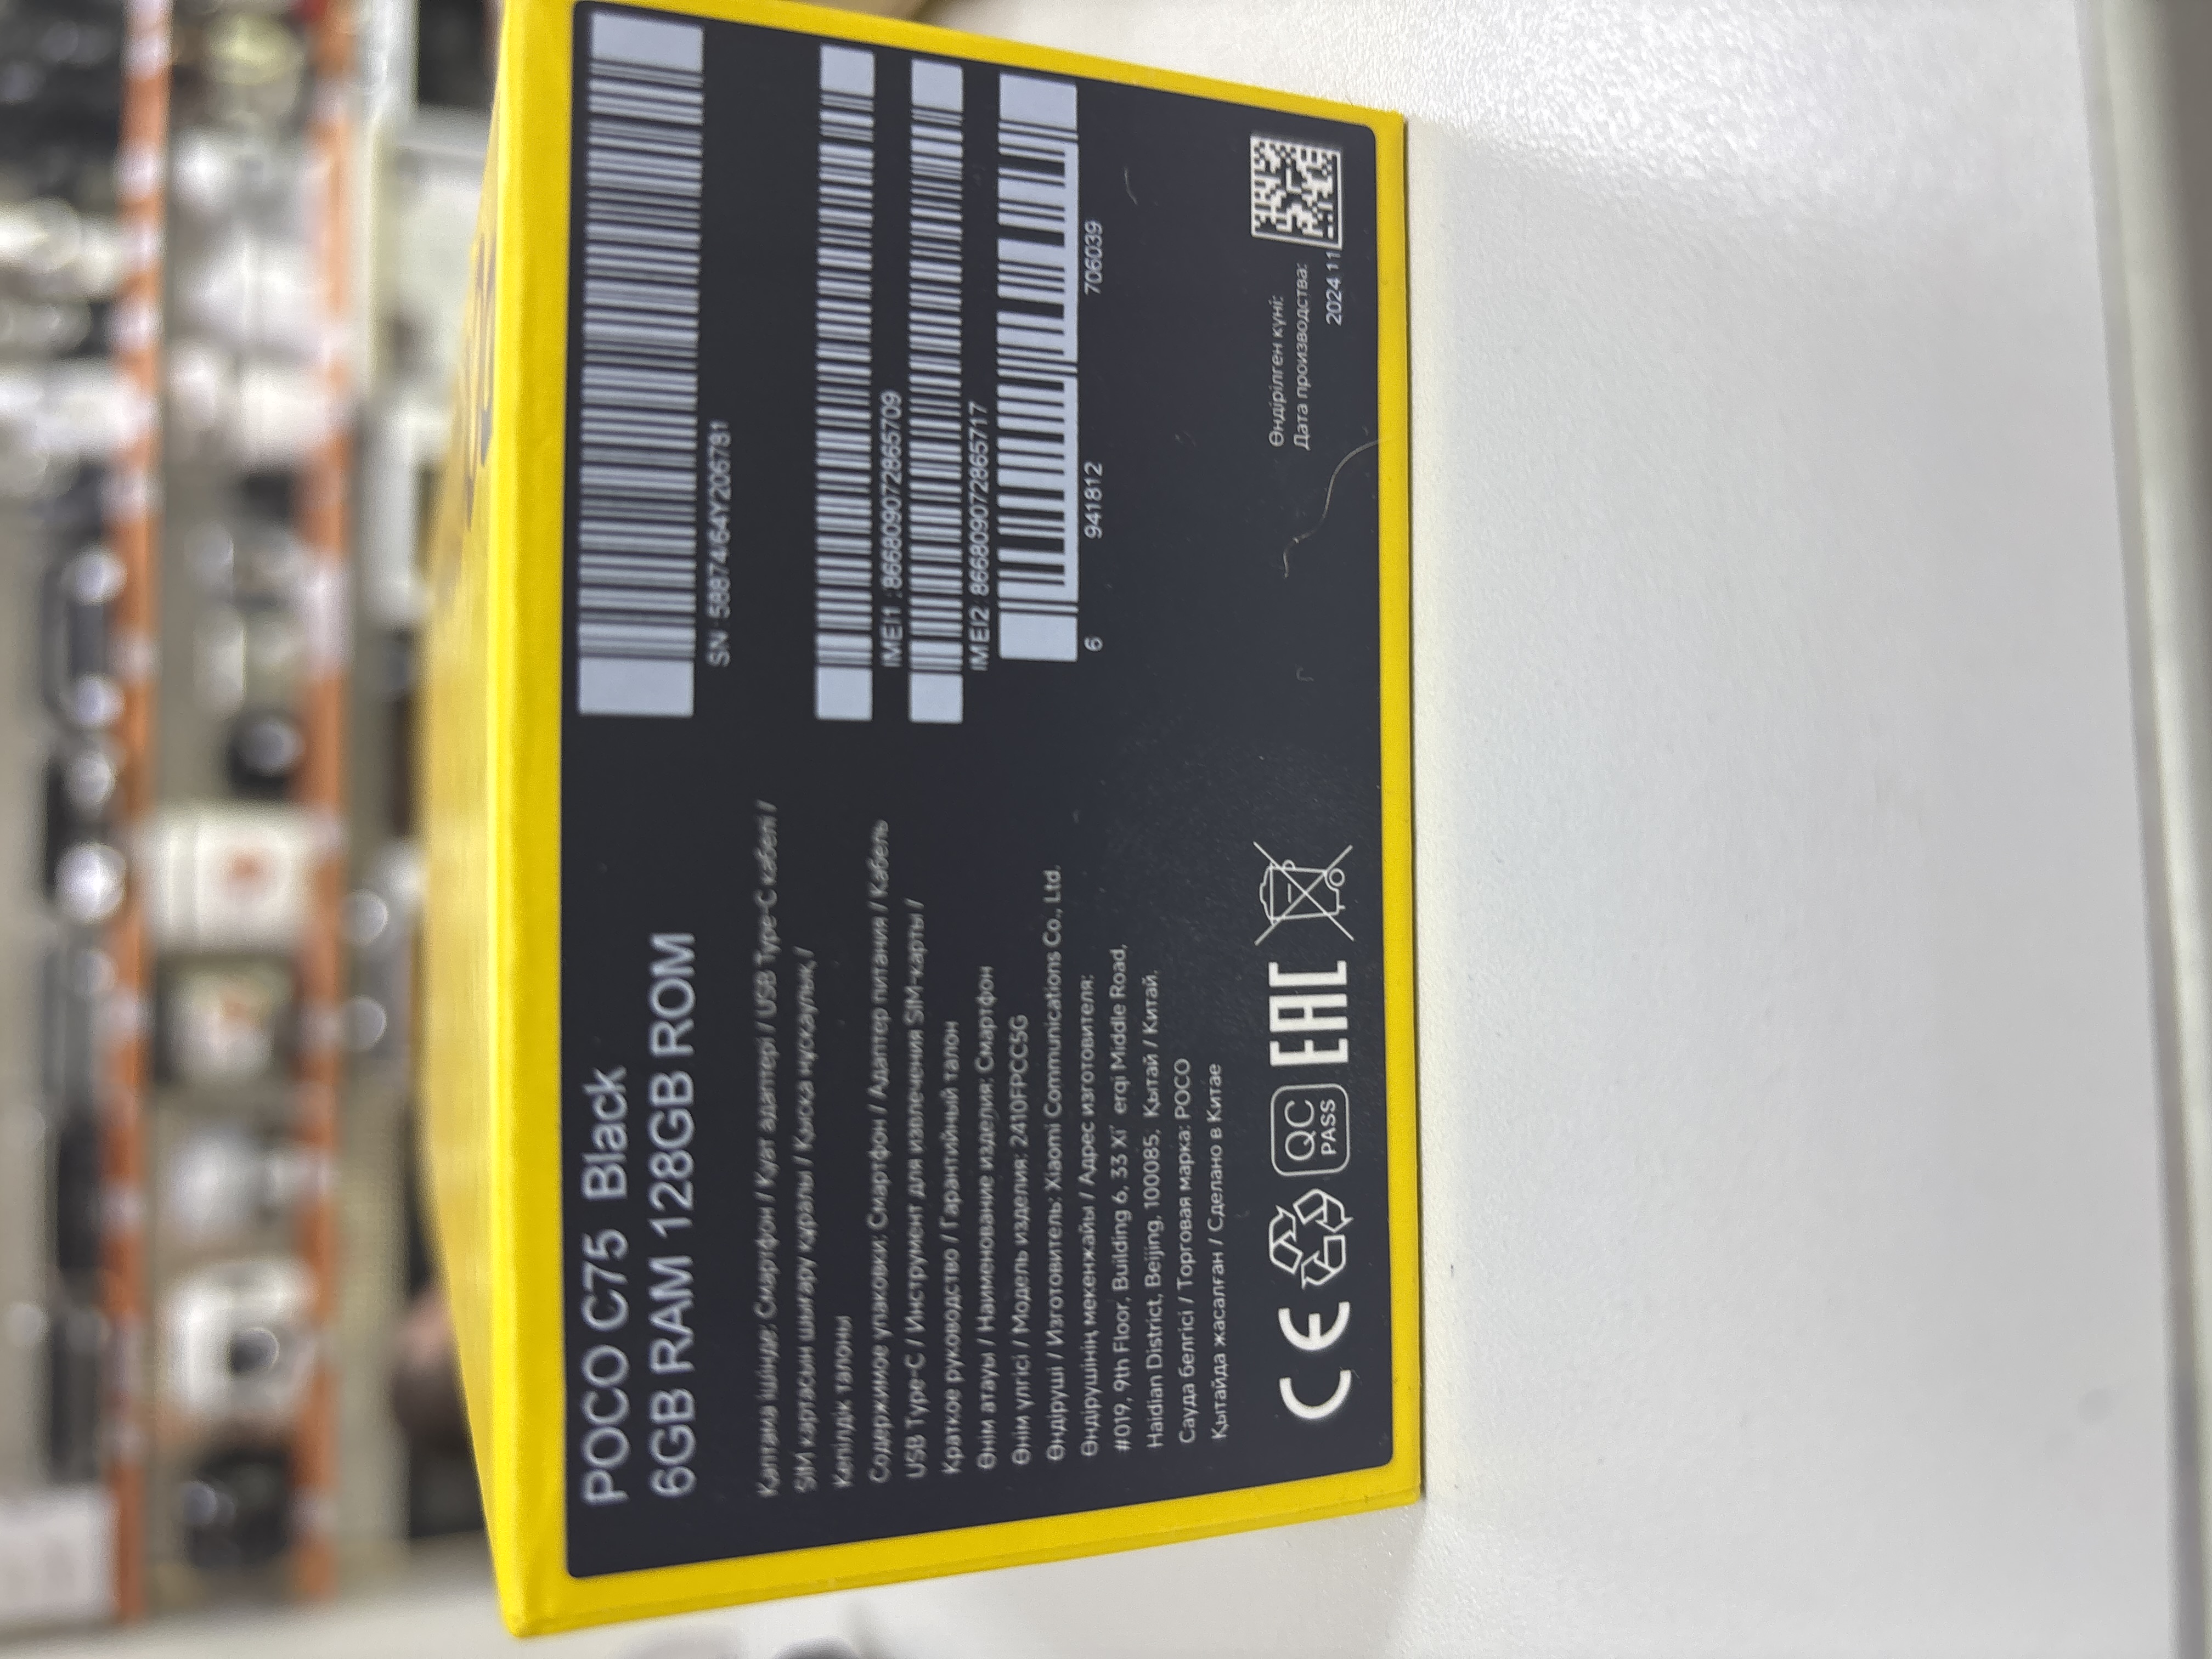 POCO C75 Black
6GB RAM 128GB ROM
Қаптама ішінде: Смартфон / Қуат адаптері / USB Type-C кабелі /
SIM картасын шығару құралы / Қысқа нұсқаулық /
Кепілдік талоны
Содержимое упаковки: Смартфон / Адаптер питания / Кабель
USB Type-C / Инструмент для извлечения SIM-карты /
Краткое руководство / Гарантийный талон
Өнім атауы / Наименование изделия: Смартфон
Өнім үлгісі / Модель изделия: 2410FPCC5G
Өндіруші / Изготовитель: Xiaomi Communications Co., Ltd.
Өндірушінің мекенжайы / Адрес изготовителя:
#019, 9th Floor, Building 6, 33 Xi' erqi Middle Road,
Haidian District, Beijing, 100085, Қытай / Китай.
Сауда белгісі / Торговая марка: POCO
Қытайда жасалған / Сделано в Китае
CE
QC
PASS
EAC
SN:58874/64Y206781
IMEI1 :866809072865709
IMEI2 :866809072865717
6 941812 706039
Өндірілген күні:
Дата производства:
2024.11